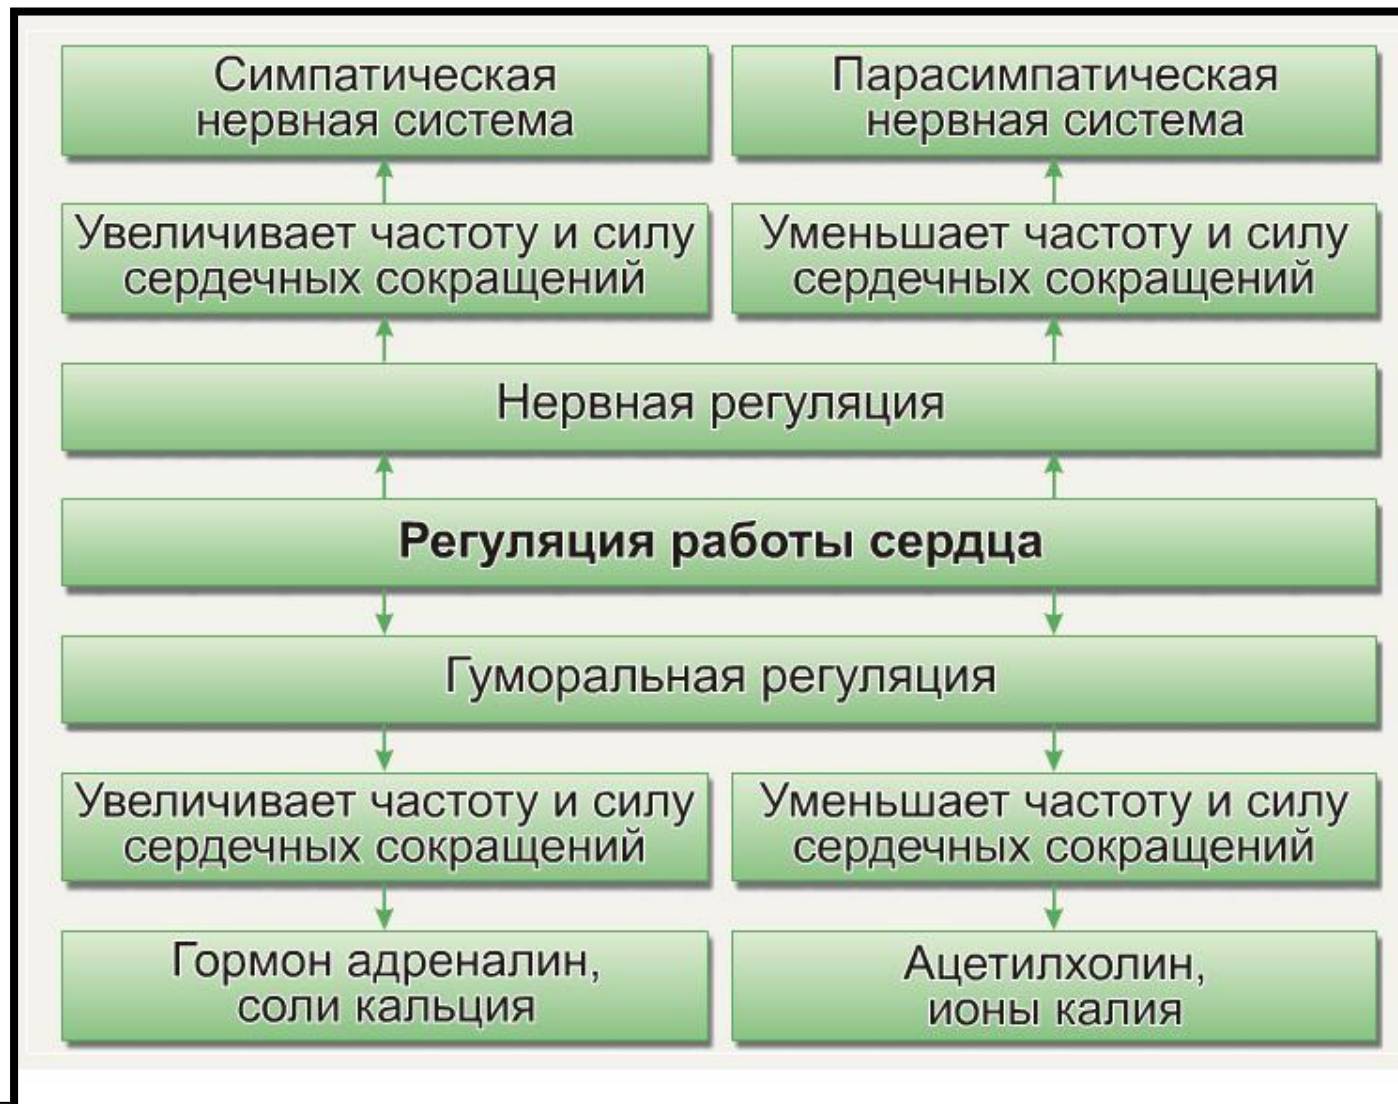 Симпатическая
нервная система
Парасимпатическая
нервная система
Увеличивает частоту и силу
сердечных сокращений
Уменьшает частоту и силу
сердечных сокращений
Нервная регуляция
Регуляция работы сердца
Гуморальная регуляция
Увеличивает частоту и силу
сердечных сокращений
Уменьшает частоту и силу
сердечных сокращений
Гормон адреналин,
соли кальция
Ацетилхолин,
ионы калия